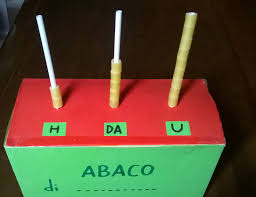 H DA U
ABACO
di ----------